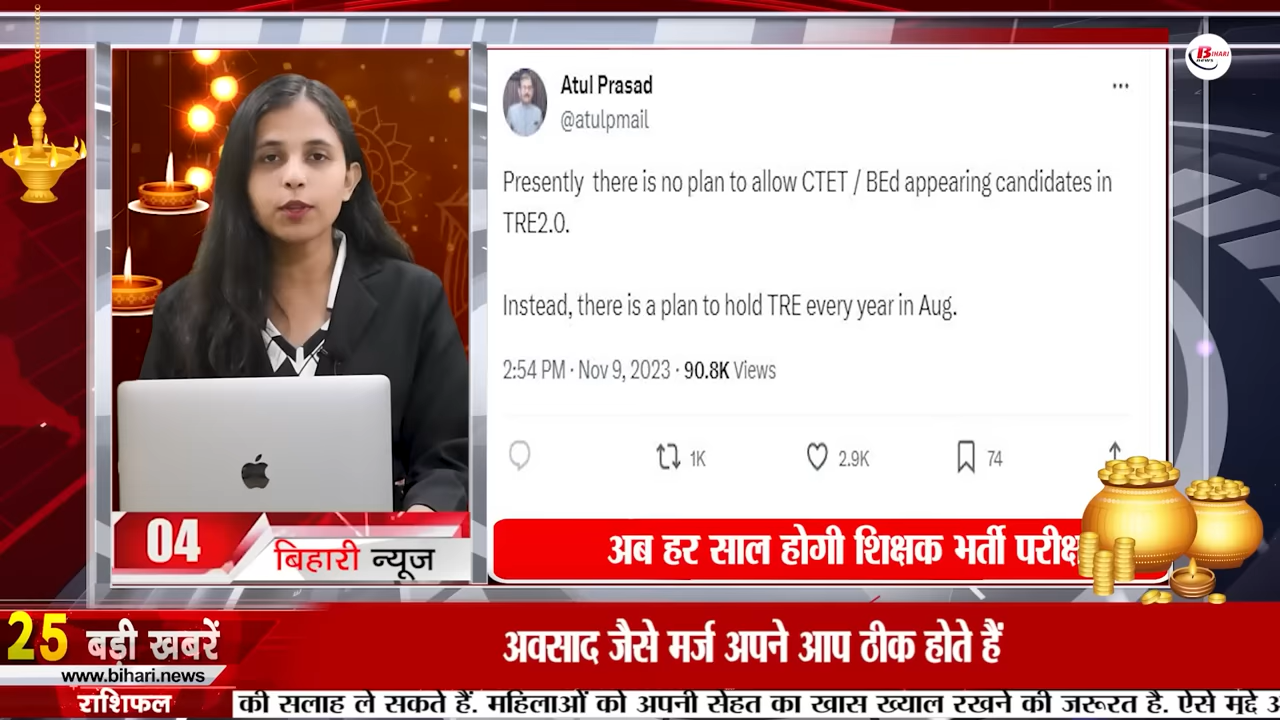 BIHARI
news
Atul Prasad
@atulpmail
Presently there is no plan to allow CTET / BEd appearing candidates in
TRE2.0.
Instead, there is a plan to hold TRE every year in Aug.
2:54 PM · Nov 9, 2023 · 90.8K Views
1K 2.9K 74
04
बिहारी न्यूज
अब हर साल होगी शिक्षक भर्ती
25 बड़ी खबरें
www.bihari.news
अवसाद जैसे मर्ज अपने आप ठीक होते हैं
राशिफल
की सलाह ले सकते हैं. महिलाओं को अपनी सेहत का खास ख्याल रखने की जरूरत है. ऐसे मुद्दे